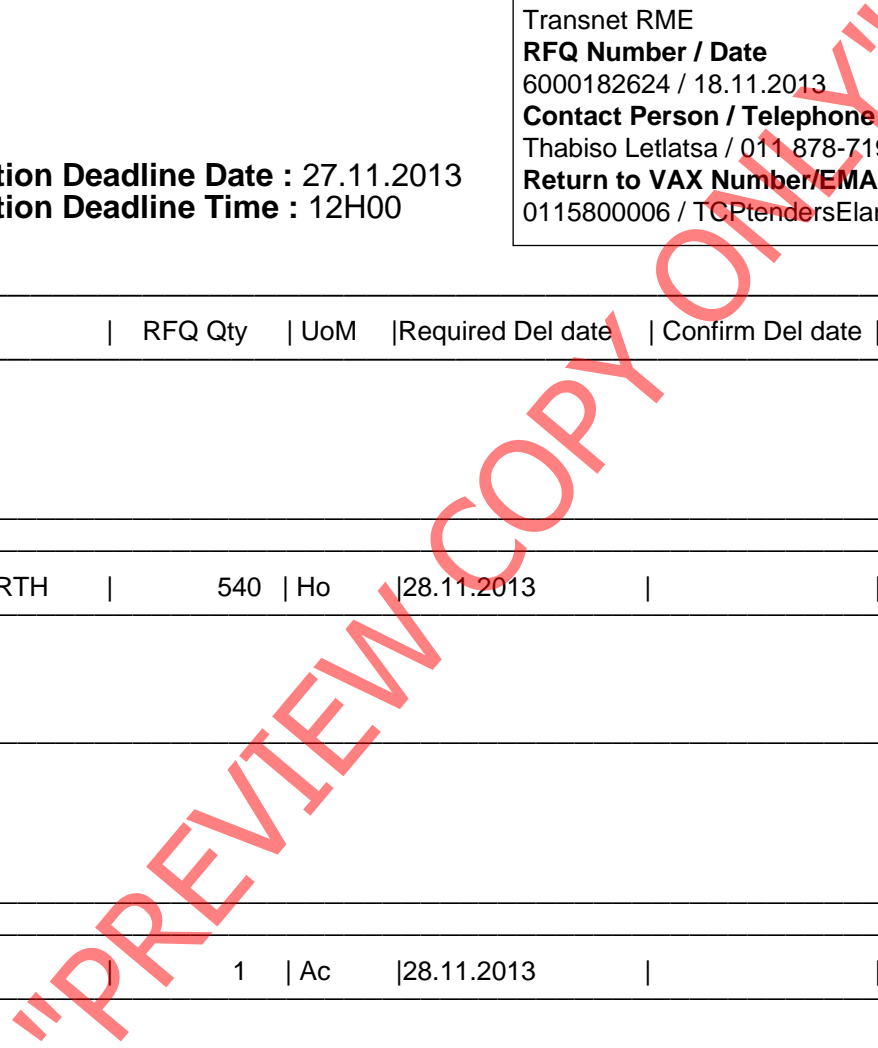 Transnet RME
RFQ Number / Date
6000182624 / 18.11.2013
Contact Person / Telephone
Thabiso Letlatsa / 011 878-719
Return to VAX Number/EMA
0115800006 / TCPtendersElan
tion Deadline Date : 27.11.2013
tion Deadline Time : 12H00
| RFQ Qty | UoM |Required Del date | Confirm Del date |
RTH | 540 | Ho |28.11.2013 | |
| 1 | Ac |28.11.2013 | |
"PREVIEW COPY ONLY"